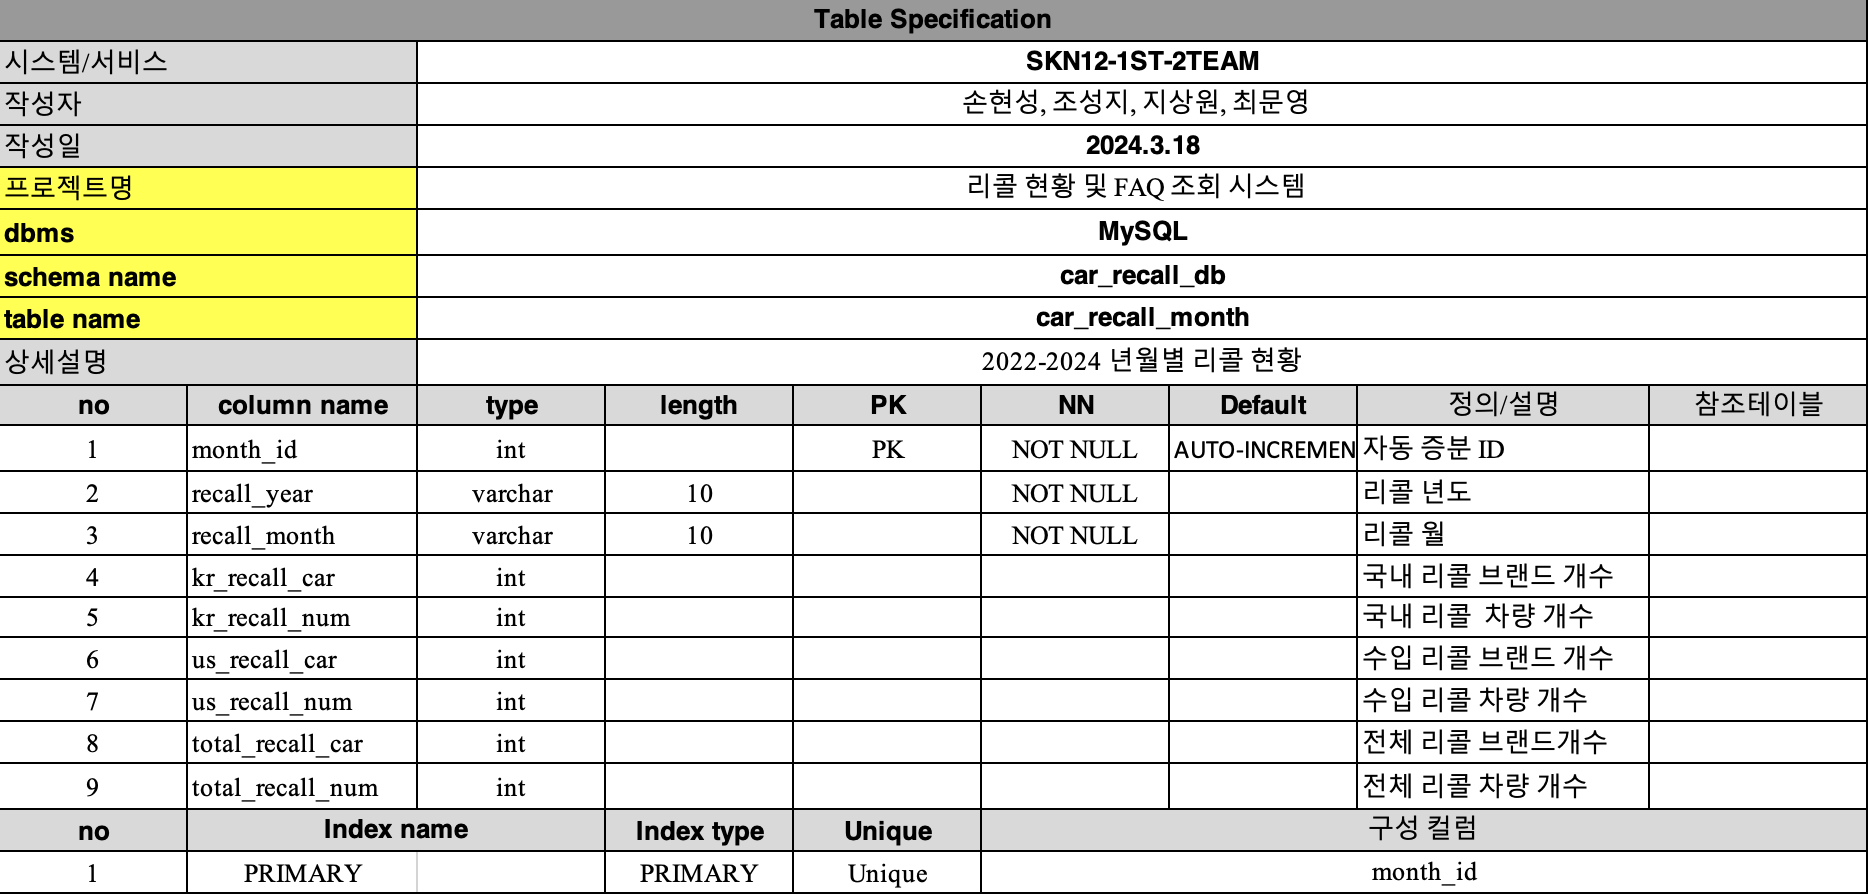 Table Specification
시스템/서비스 SKN12-1ST-2TEAM
작성자 손현성, 조성지, 지상원, 최문영
작성일 2024.3.18
프로젝트명 리콜 현황 및 FAQ 조회 시스템
dbms MySQL
schema name car_recall_db
table name car_recall_month
상세설명 2022-2024 년월별 리콜 현황
no column name type length PK NN Default 정의/설명 참조테이블
1 month_id int PK NOT NULL AUTO-INCREMEN 자동 증분 ID
2 recall_year varchar 10 NOT NULL 리콜 년도
3 recall_month varchar 10 NOT NULL 리콜 월
4 kr_recall_car int 국내 리콜 브랜드 개수
5 kr_recall_num int 국내 리콜 차량 개수
6 us_recall_car int 수입 리콜 브랜드 개수
7 us_recall_num int 수입 리콜 차량 개수
8 total_recall_car int 전체 리콜 브랜드개수
9 total_recall_num int 전체 리콜 차량 개수
no Index name Index type Unique 구성 컬럼
1 PRIMARY PRIMARY Unique month_id